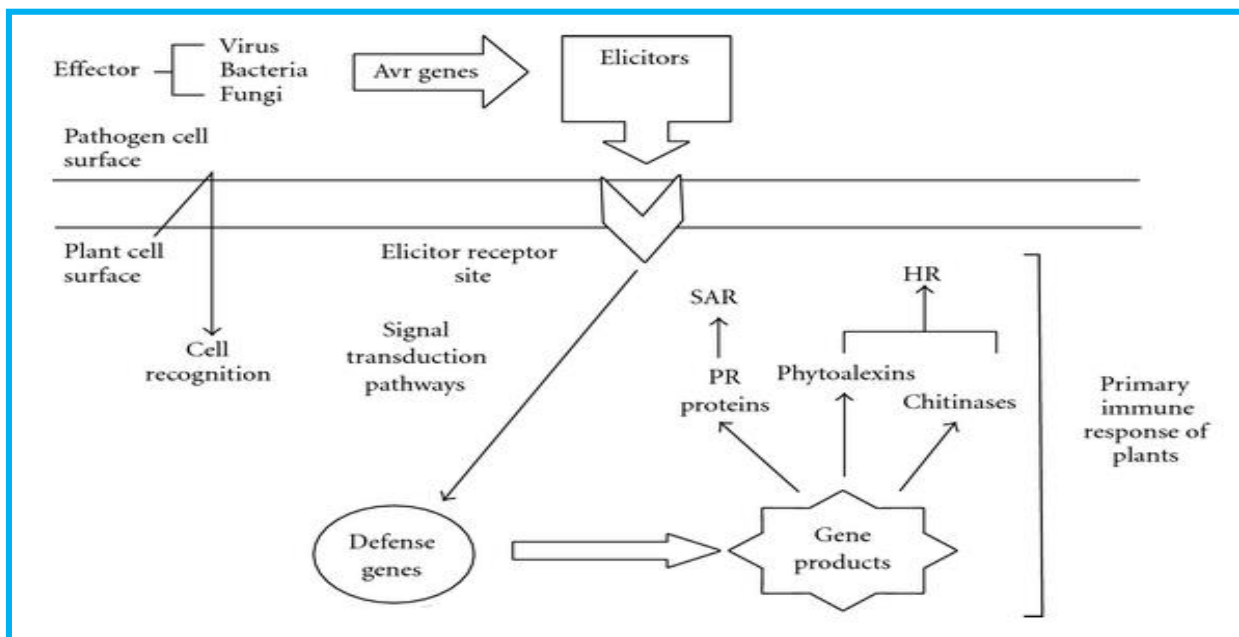 Effector
Virus
Bacteria
Fungi
Avr genes
Elicitors
Pathogen cell
surface
Plant cell
surface
Elicitor receptor
site
Cell
recognition
Signal
transduction
pathways
SAR
HR
PR
proteins
Phytoalexins
Chitinases
Primary
immune
response of
plants
Defense
genes
Gene
products